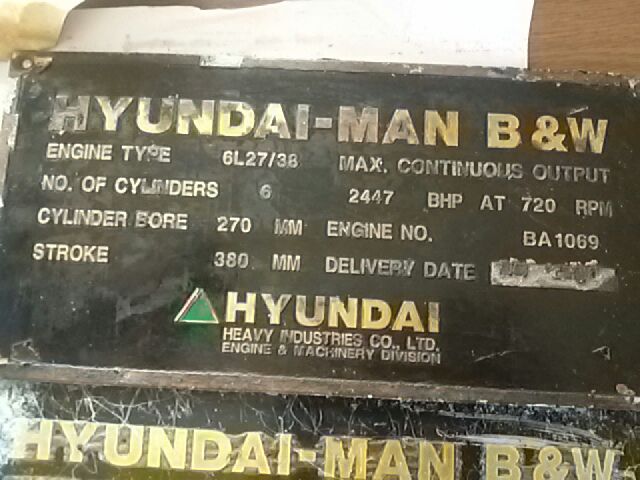 HYUNDAI-MAN B&W
ENGINE TYPE 6L27/38 MAX. CONTINUOUS OUTPUT
NO. OF CYLINDERS 6 2447 BHP AT 720 RPM
CYLINDER BORE 270 MM ENGINE NO. BA1069
STROKE 380 MM DELIVERY DATE
HYUNDAI
HEAVY INDUSTRIES CO., LTD.
ENGINE & MACHINERY DIVISION
HYUNDAI-MAN B&W